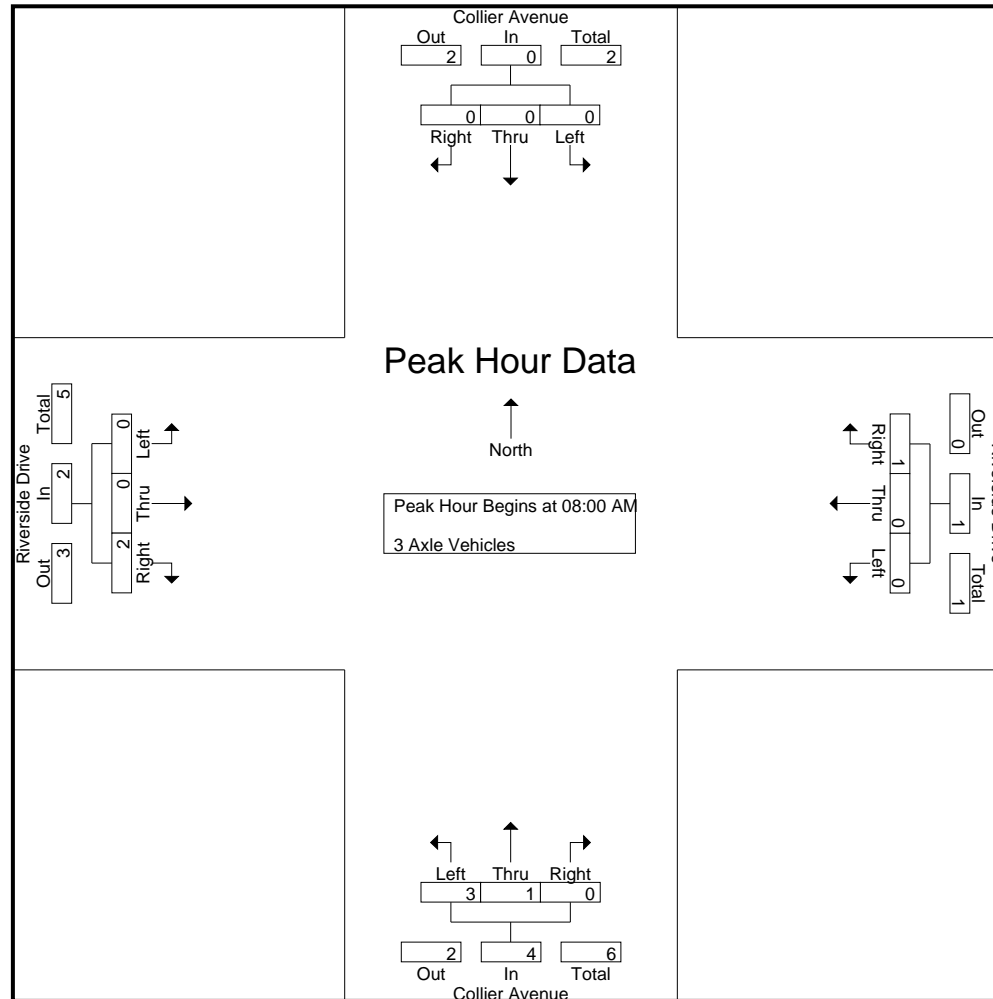 Collier Avenue
Out In Total
2 0 2
0 0 0
Right Thru Left
Peak Hour Data
North
Peak Hour Begins at 08:00 AM
3 Axle Vehicles
Riverside Drive
Total In Out
5 2 3
0 0 2
Left Thru Right
Right Thru Left
1 0 0
Out In Total
0 1 1
Left Thru Right
3 1 0
2 4 6
Out In Total
Collier Avenue